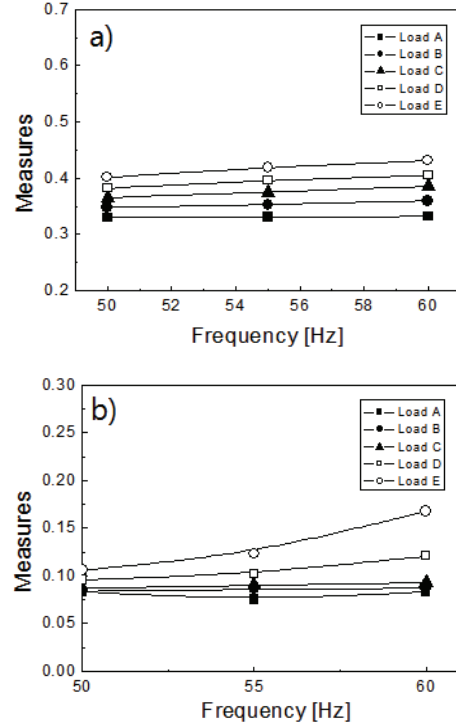 a)
0.7
0.6
0.5
0.4
0.3
0.2
Measures
Load A
Load B
Load C
Load D
Load E
50 52 54 56 58 60
Frequency [Hz]
b)
0.30
0.25
0.20
0.15
0.10
0.05
0.00
Measures
Load A
Load B
Load C
Load D
Load E
50 55 60
Frequency [Hz]